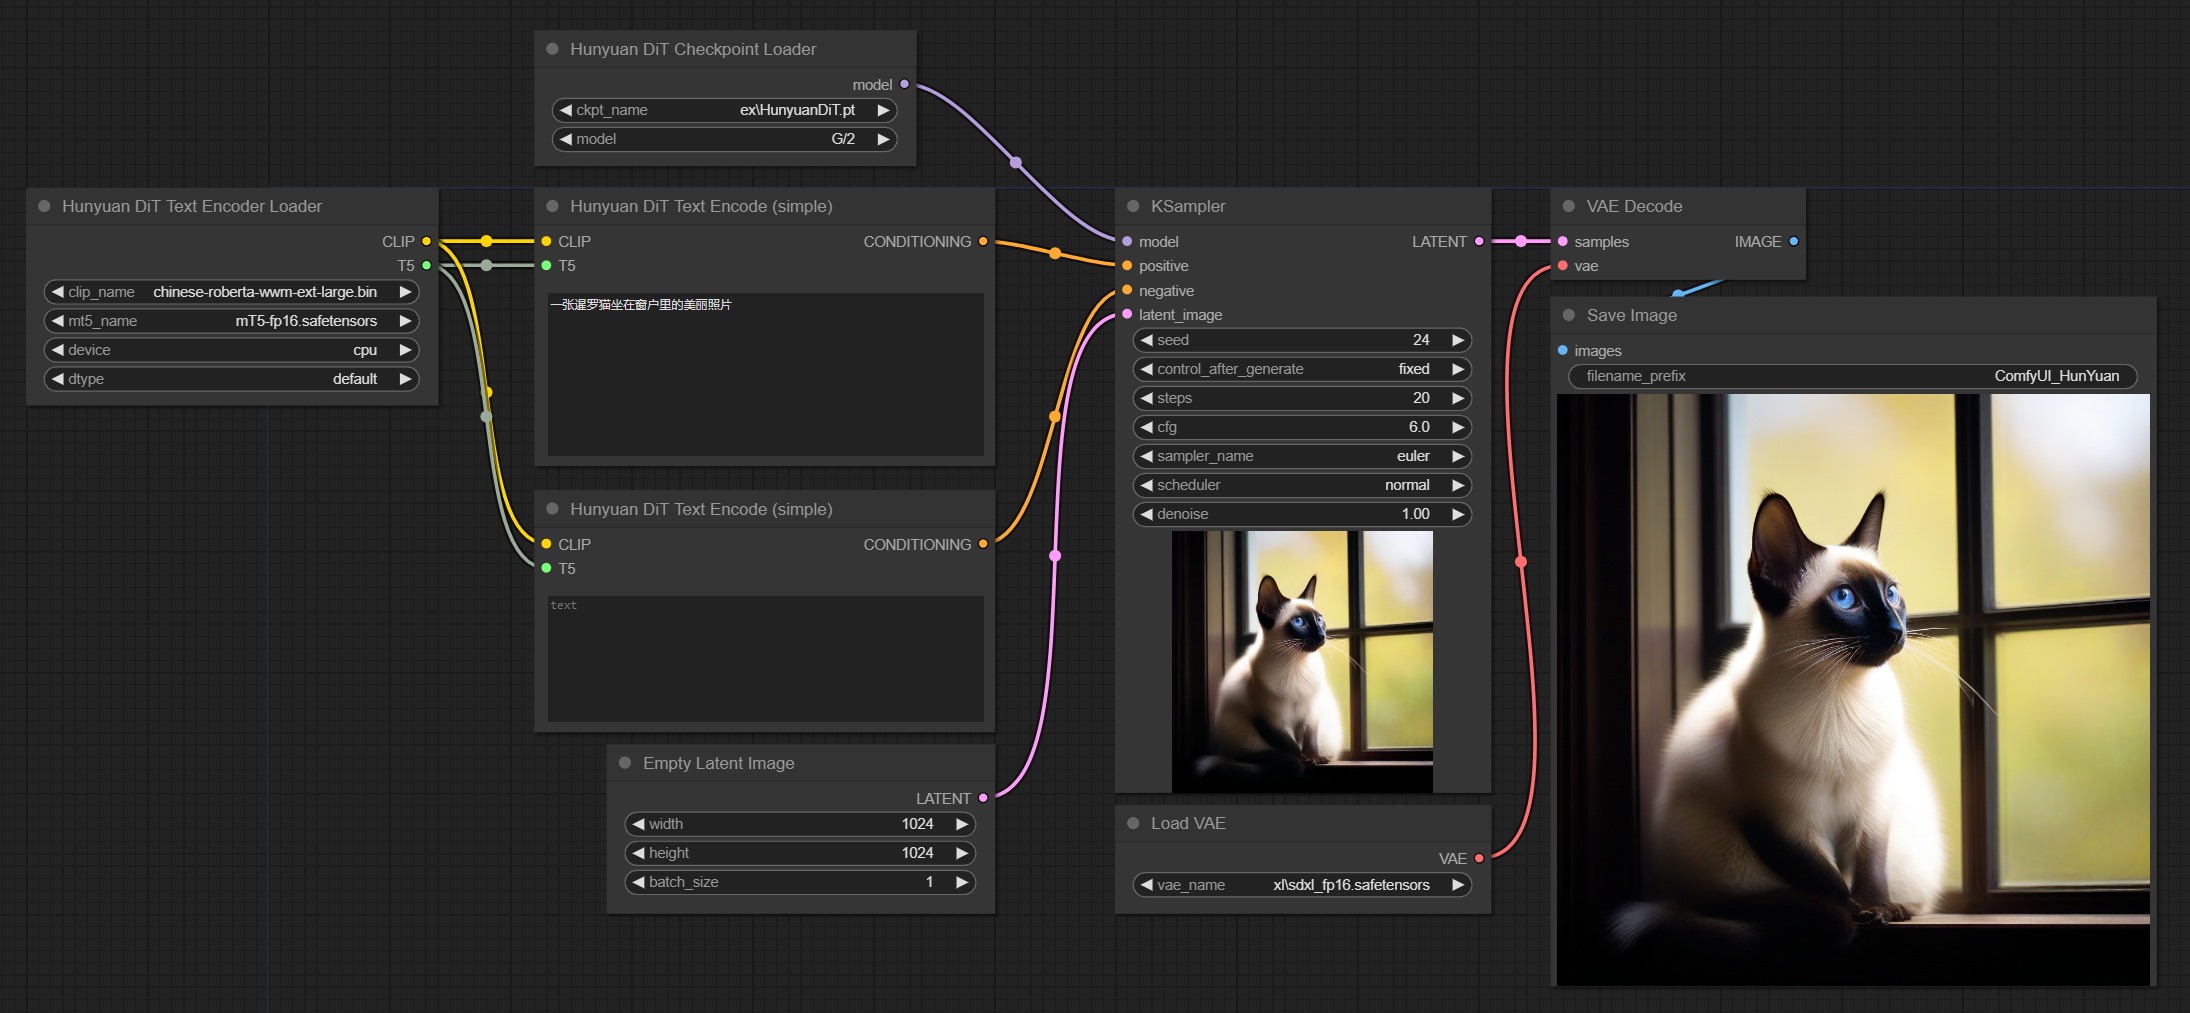 Hunyuan DiT Checkpoint Loader
model
ckpt_name ex\HunyuanDiT.pt
model G/2
Hunyuan DiT Text Encoder Loader
CLIP
T5
clip_name chinese-roberta-wwm-ext-large.bin
mt5_name mT5-fp16.safetensors
device cpu
dtype default
Hunyuan DiT Text Encode (simple)
CLIP CONDITIONING
T5
一张暹罗猫坐在窗户里的美丽照片
Hunyuan DiT Text Encode (simple)
CLIP CONDITIONING
T5
text
Empty Latent Image
LATENT
width 1024
height 1024
batch_size 1
KSampler
model LATENT
positive
negative
latent_image
seed 24
control_after_generate fixed
steps 20
cfg 6.0
sampler_name euler
scheduler normal
denoise 1.00
Load VAE
VAE
vae_name xl\sdxl_fp16.safetensors
VAE Decode
samples IMAGE
vae
Save Image
images
filename_prefix ComfyUI_HunYuan